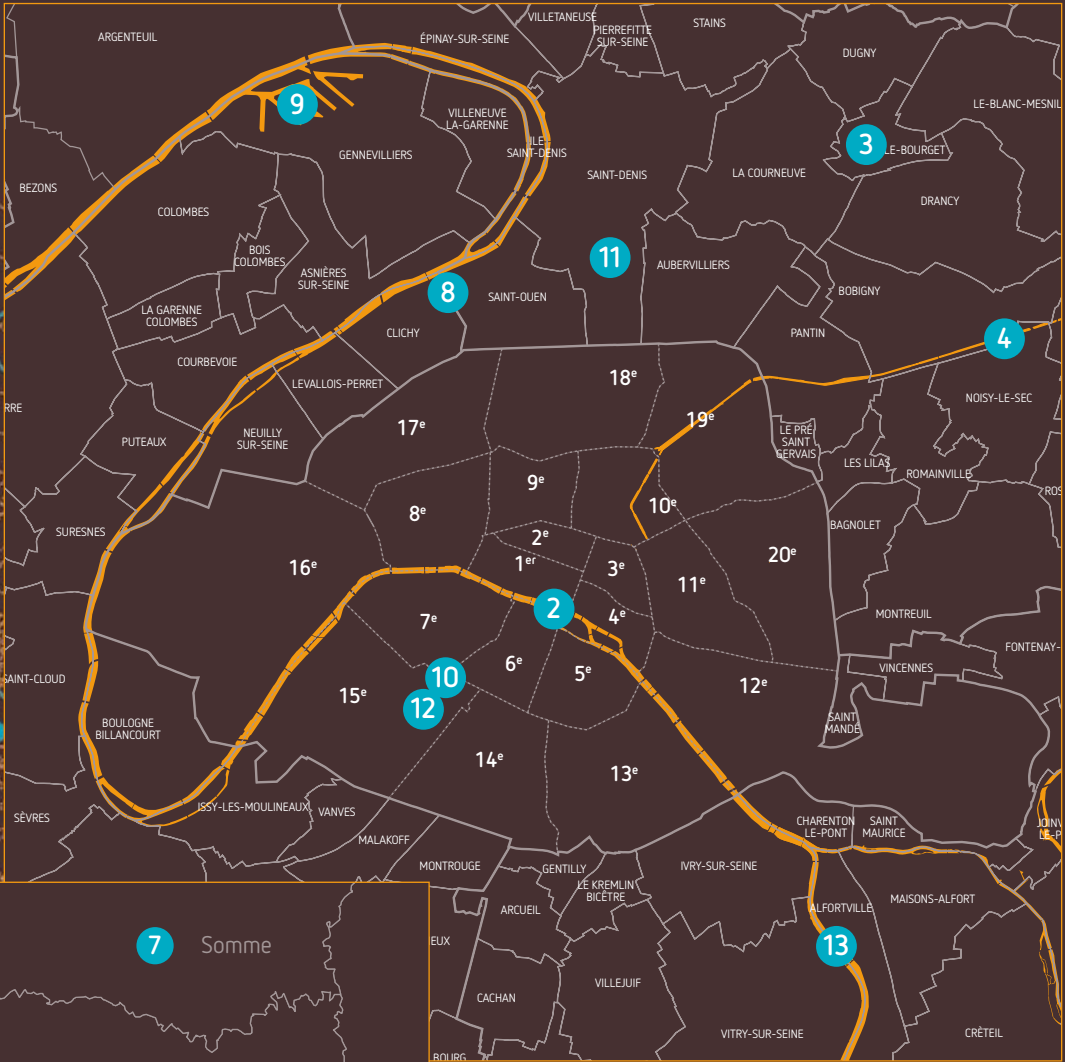 VILLETANEUSE
PIERREFITTE
SUR-SEINE
STAINS
ARGENTEUIL
ÉPINAY-SUR-SEINE
DUGNY
9
LE-BLANC-MESNIL
VILLENEUVE
LA-GARENNE
ILE
SAINT-DENIS
3
LE-BOURGET
GENNEVILLIERS
SAINT-DENIS
LA COURNEUVE
BEZONS
DRANCY
COLOMBES
BOIS
COLOMBES
11
AUBERVILLIERS
ASNIÈRES
SUR-SEINE
8
SAINT-OUEN
BOBIGNY
LA GARENNE
COLOMBES
CLICHY
PANTIN
4
COURBEVOIE
LEVALLOIS-PERRET
18e
NOISY-LE-SEC
RRE
17e
19e
PUTEAUX
NEUILLY
SUR-SEINE
LE PRÉ
SAINT
GERVAIS
LES LILAS
ROMAINVILLE
9e
ROS
8e
10e
SURESNES
2e
BAGNOLET
1er
3e
20e
16e
11e
2
4e
7e
MONTREUIL
FONTENAY-
6e
5e
VINCENNES
SAINT-CLOUD
10
15e
12e
12
BOULOGNE
BILLANCOURT
SAINT
MANDÉ
14e
13e
SÈVRES
ISSY-LES-MOULINEAUX
VANVES
CHARENTON
LE-PONT
SAINT
MAURICE
JOINV
LE-P
MALAKOFF
MONTROUGE
GENTILLY
IVRY-SUR-SEINE
LE KREMLIN
BICÊTRE
MAISONS-ALFORT
ARCUEIL
ALFORTVILLE
7 Somme
EUX
13
CACHAN
VILLEJUIF
VITRY-SUR-SEINE
CRÈTEIL
BOURG